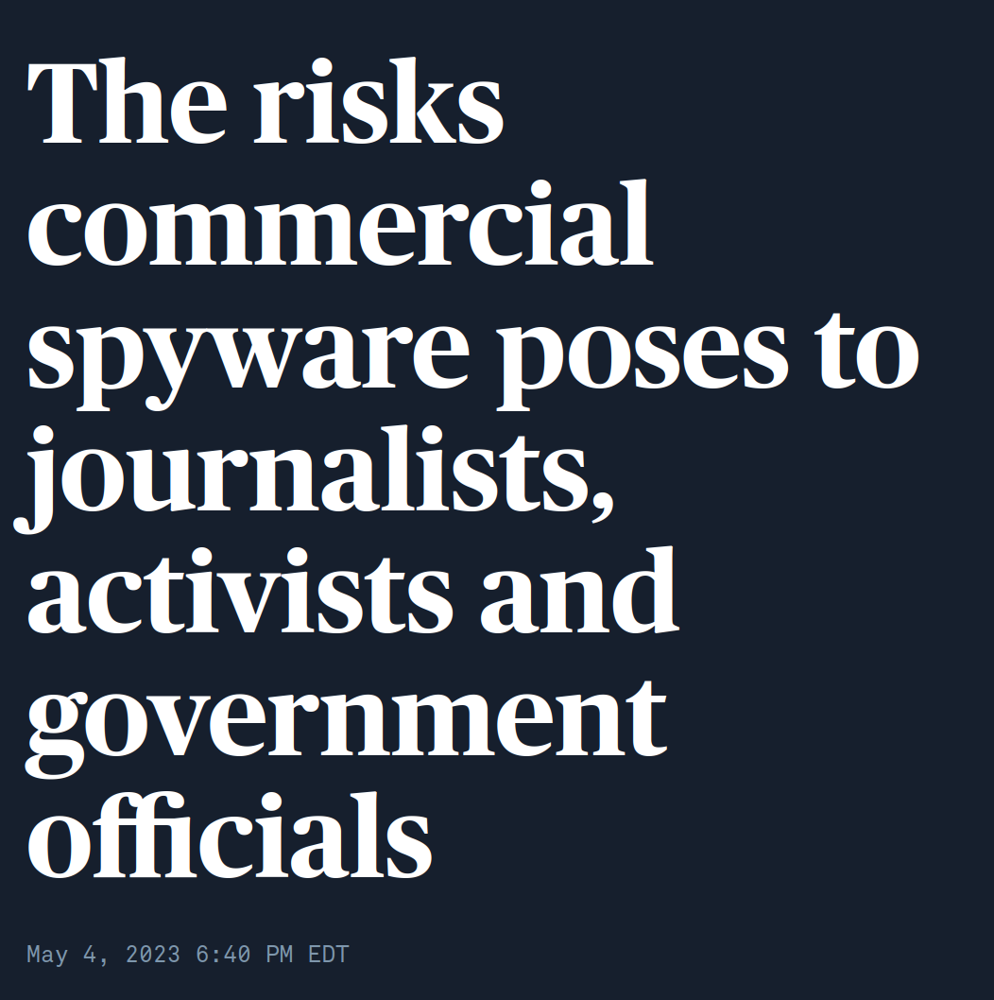 The risks
commercial
spyware poses to
journalists,
activists and
government
officials
May 4, 2023 6:40 PM EDT